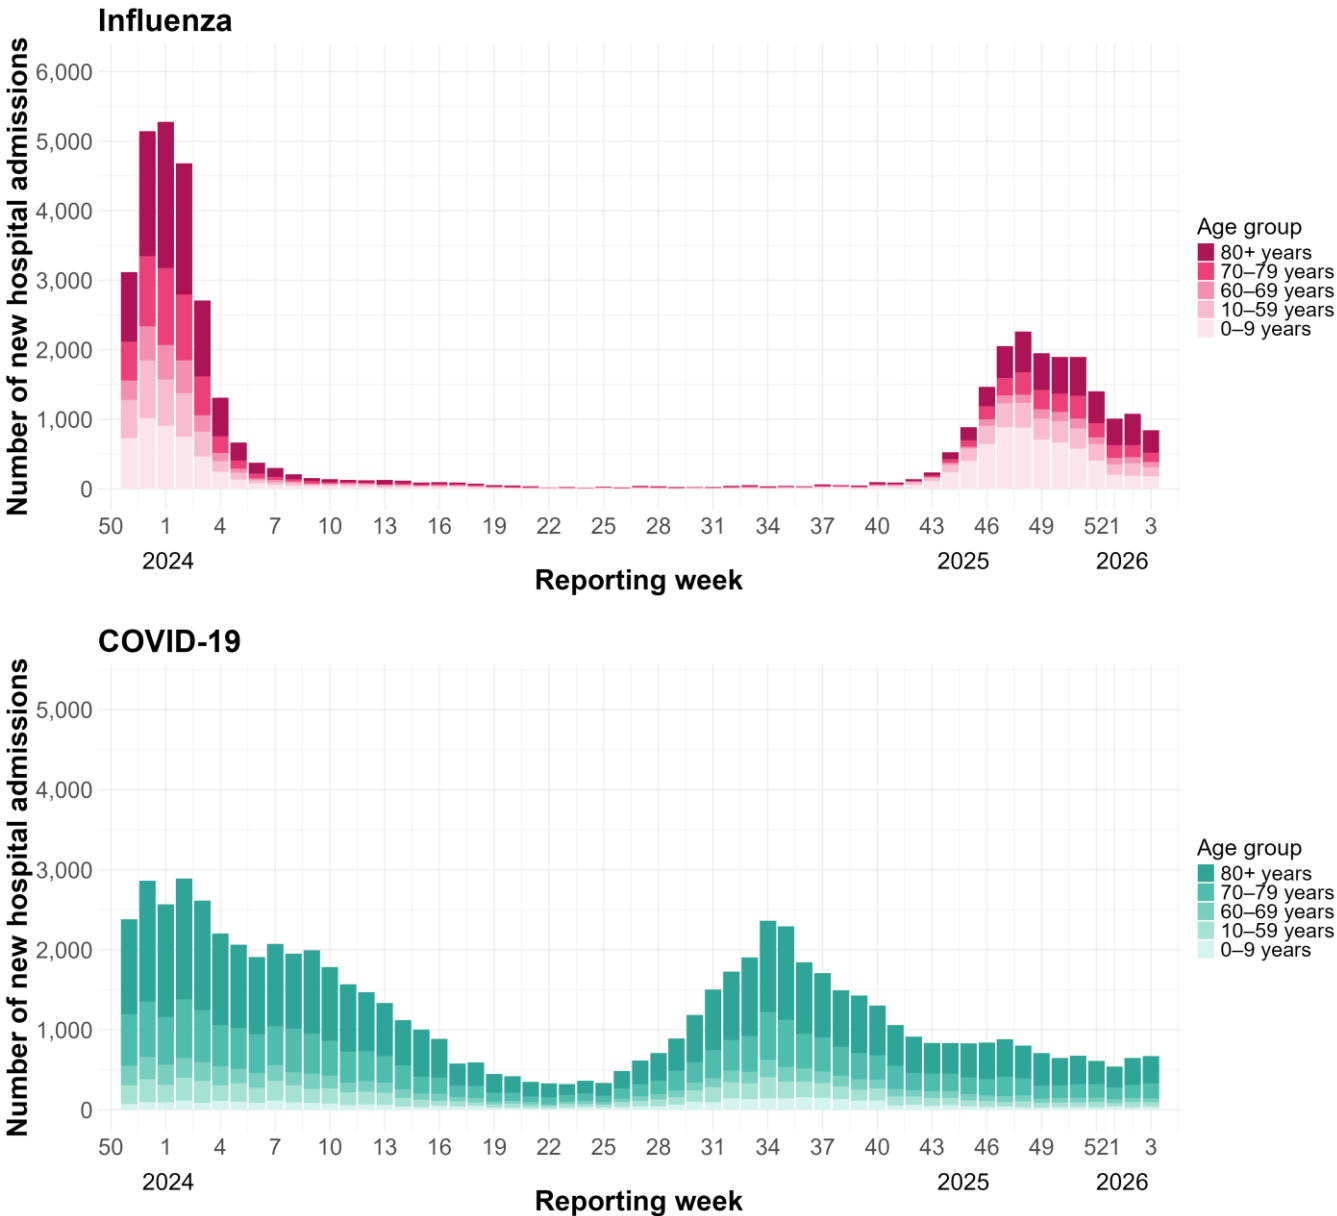 Influenza
Number of new hospital admissions
6,000
5,000
4,000
3,000
2,000
1,000
0
50 1 4 7 10 13 16 19 22 25 28 31 34 37 40 43 46 49 521 3
2024 2025 2026
Reporting week
Age group
80+ years
70–79 years
60–69 years
10–59 years
0–9 years
COVID-19
Number of new hospital admissions
5,000
4,000
3,000
2,000
1,000
0
50 1 4 7 10 13 16 19 22 25 28 31 34 37 40 43 46 49 521 3
2024 2025 2026
Reporting week
Age group
80+ years
70–79 years
60–69 years
10–59 years
0–9 years